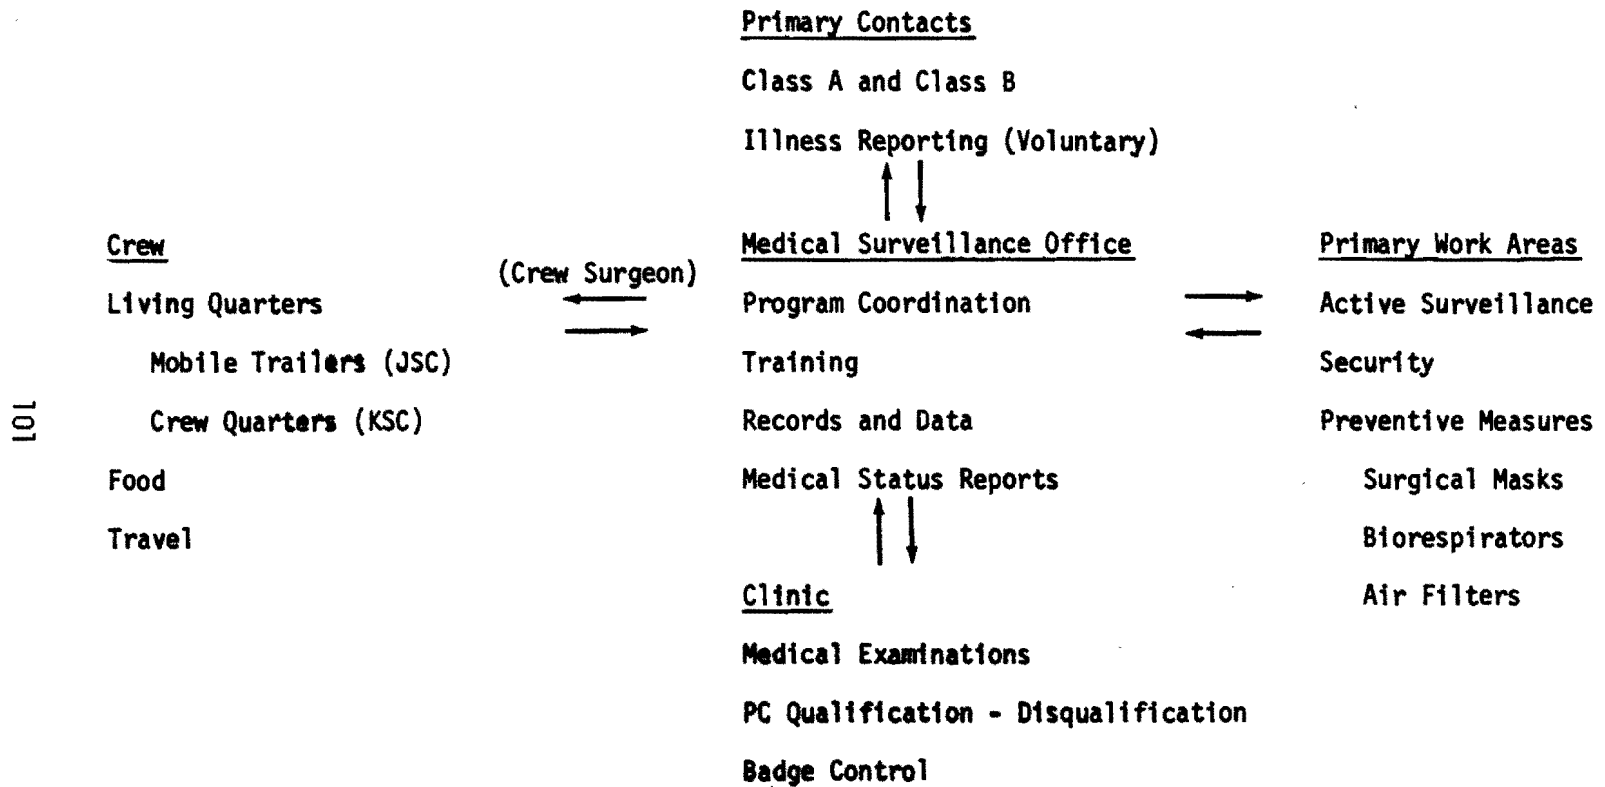 Primary Contacts
Class A and Class B
Illness Reporting (Voluntary)
Crew
(Crew Surgeon)
Living Quarters
Mobile Trailers (JSC)
Crew Quarters (KSC)
Food
Travel
Medical Surveillance Office
Program Coordination
Training
Records and Data
Medical Status Reports
Primary Work Areas
Active Surveillance
Security
Preventive Measures
Surgical Masks
Biorespirators
Air Filters
Clinic
Medical Examinations
PC Qualification - Disqualification
Badge Control
101